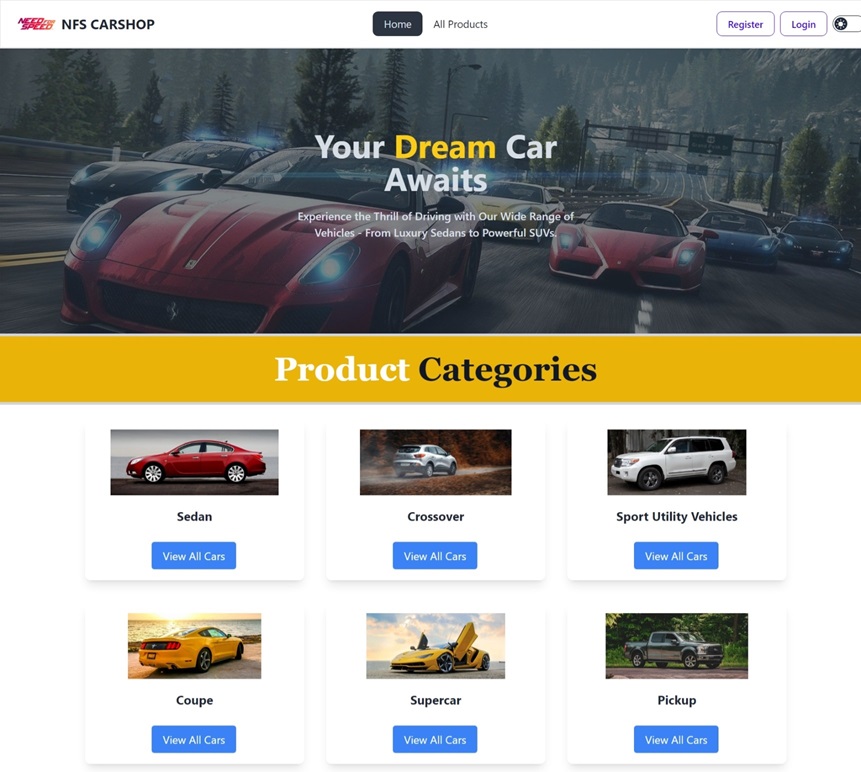 NEED FOR SPEED
NFS CARSHOP
Home
All Products
Register
Login
Your Dream Car
Awaits
Experience the Thrill of Driving with Our Wide Range of
Vehicles - From Luxury Sedans to Powerful SUVs.
Product Categories
Sedan
Crossover
Sport Utility Vehicles
View All Cars
View All Cars
View All Cars
Coupe
Supercar
Pickup
View All Cars
View All Cars
View All Cars